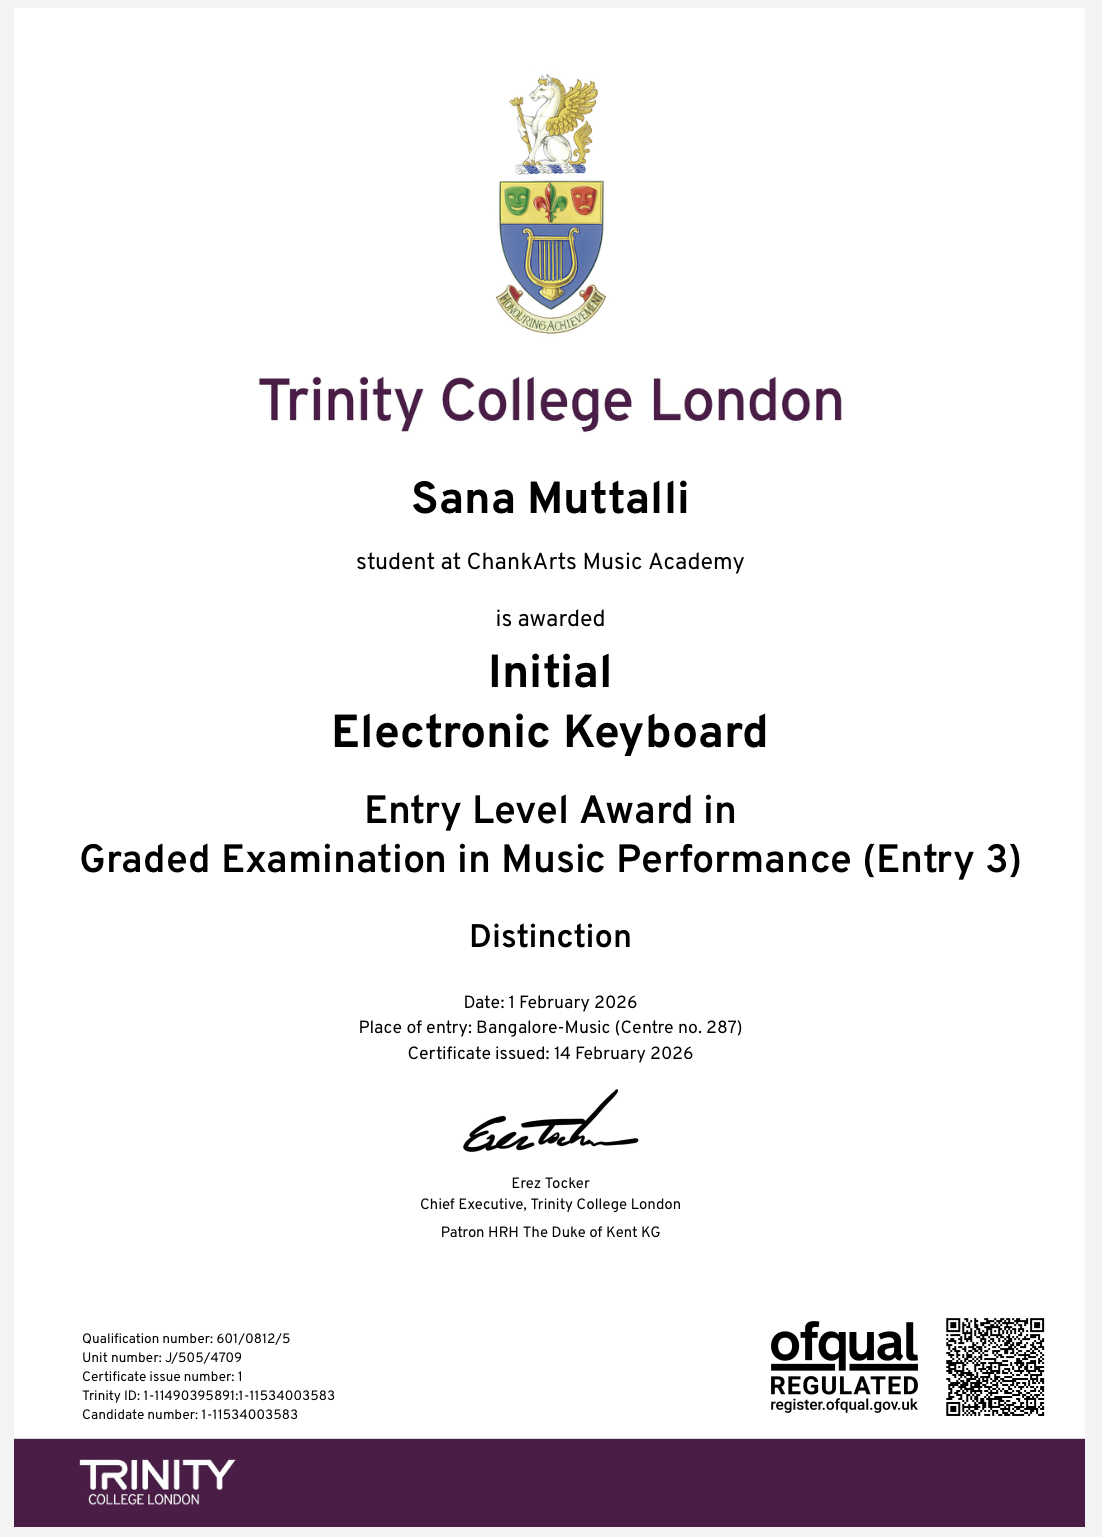 HONOURING ACHIEVEMENT
Trinity College London
Sana Muttalli
student at ChankArts Music Academy
is awarded
Initial
Electronic Keyboard
Entry Level Award in
Graded Examination in Music Performance (Entry 3)
Distinction
Date: 1 February 2026
Place of entry: Bangalore-Music (Centre no. 287)
Certificate issued: 14 February 2026
Erez Tocker
Erez Tocker
Chief Executive, Trinity College London
Patron HRH The Duke of Kent KG
Qualification number: 601/0812/5
Unit number: J/505/4709
Certificate issue number: 1
Trinity ID: 1-11490395891:1-11534003583
Candidate number: 1-11534003583
ofqual
REGULATED
register.ofqual.gov.uk
TRINITY
COLLEGE LONDON